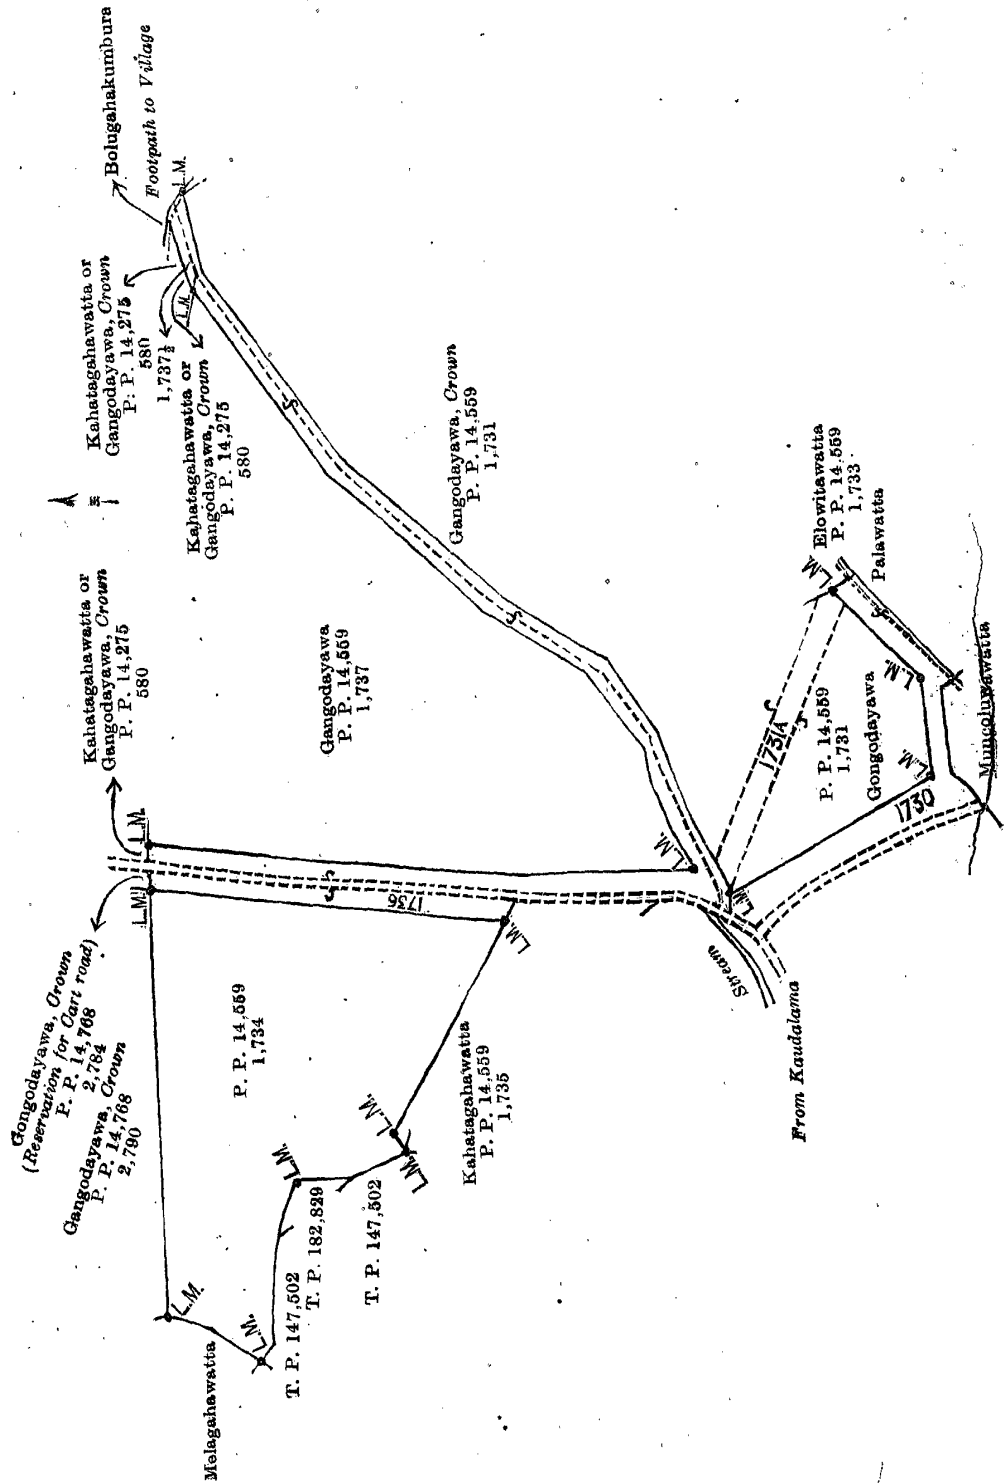 Bolugahakumbura
Footpath to Village
L.M.
Kahatagahawatta or
Gangodayawa, Crown
P. P. 14,275
580
1,737½
L.M.
Kahatagahawatta or
Gangodayawa, Crown
P. P. 14,275
580
Kahatagahawatta or
Gangodayawa, Crown
P. P. 14,275
580
Gangodayawa, Crown
P. P. 14,559
1,731
Gangodayawa
P. P. 14,559
1,737
Elowitawatta
P. P. 14,559
1,733
Palawatta
L.M.
L.M.
L.M.
L.M.
1731A
P. P. 14,559
1,731
Gongodayawa
1730
Muncolunwawatta
L.M.
L.M.
L.M.
1736
L.M.
Gongodayawa, Crown
(Reservation for Cart road)
P. P. 14,768
2,784
Gangodayawa, Crown
P. P. 14,768
2,790
P. P. 14,559
1,734
Stream
From Kaudalama
Kahatagahawatta
P. P. 14,559
1,735
L.M.
L.M.
L.M.
T. P. 182,829
T. P. 147,502
T. P. 147,502
L.M.
L.M.
Melagahawatta